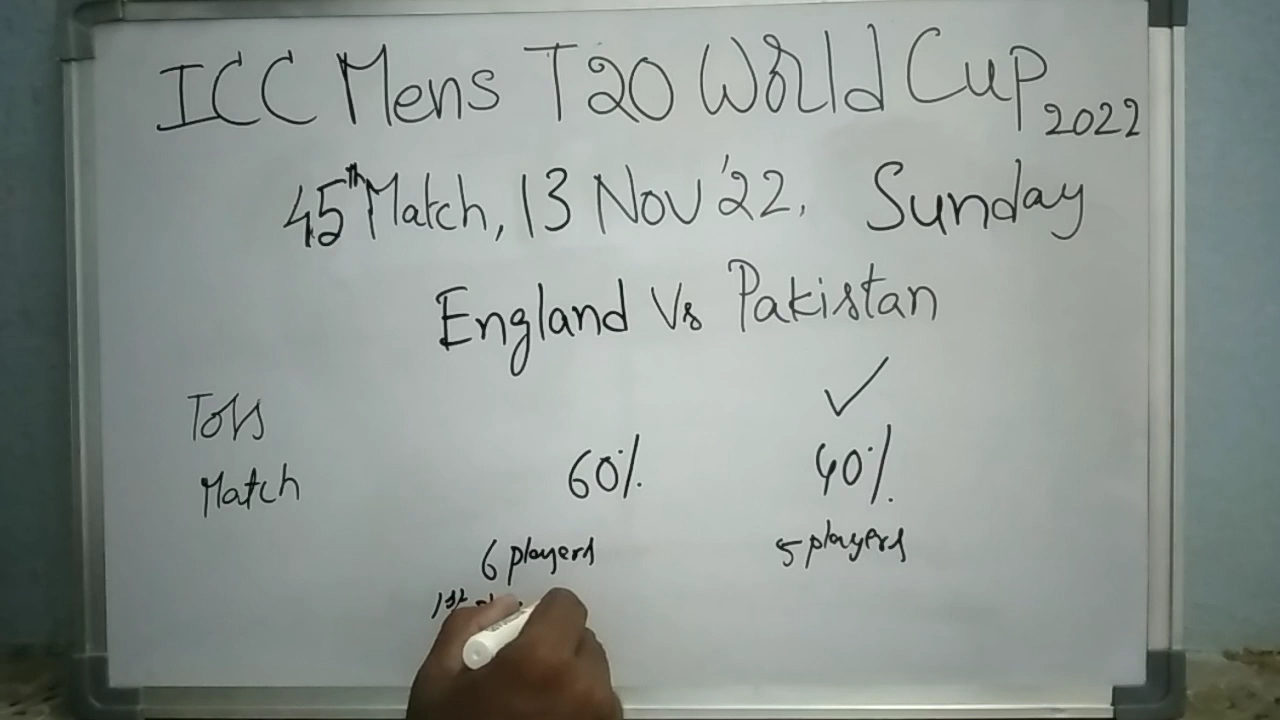 ICC Mens T20 World Cup 2022
45th Match, 13 Nov '22, Sunday
England Vs Pakistan
Toss ✓
Match 60% 40%
6 players 5 players
1st